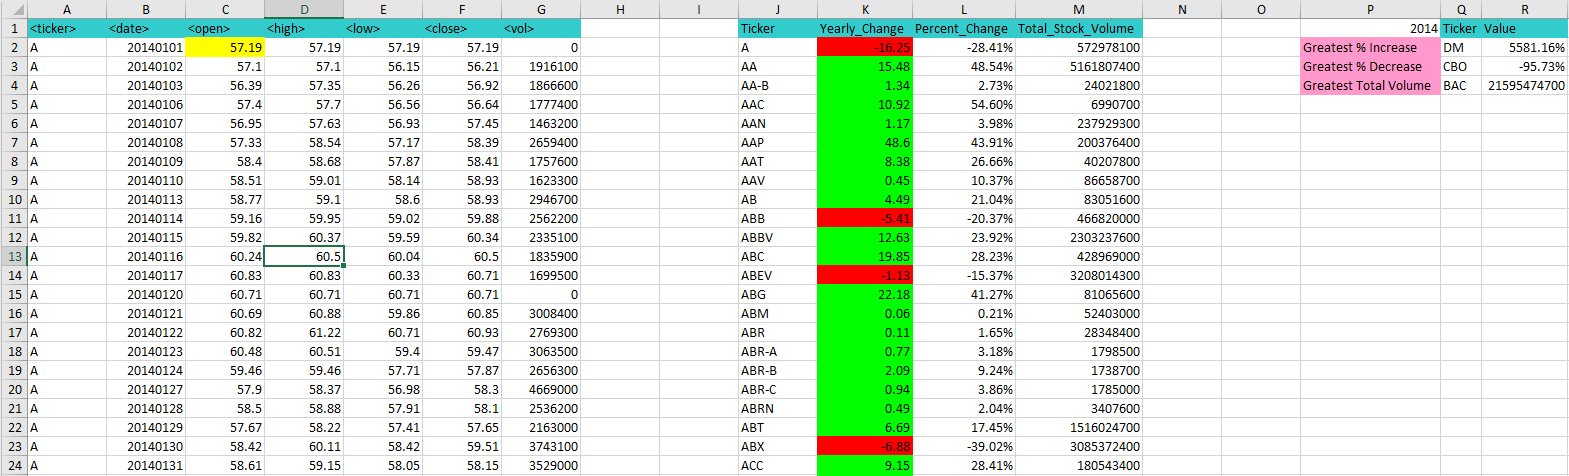 A B C D E F G H I J K L M N O P Q R
1 <ticker> <date> <open> <high> <low> <close> <vol> Ticker Yearly_Change Percent_Change Total_Stock_Volume 2014 Ticker Value
2 A 20140101 57.19 57.19 57.19 57.19 0 A -16.25 -28.41% 572978100 Greatest % Increase DM 5581.16%
3 A 20140102 57.1 57.1 56.15 56.21 1916100 AA 15.48 48.54% 5161807400 Greatest % Decrease CBO -95.73%
4 A 20140103 56.39 57.35 56.26 56.92 1866600 AA-B 1.34 2.73% 24021800 Greatest Total Volume BAC 21595474700
5 A 20140106 57.4 57.7 56.56 56.64 1777400 AAC 10.92 54.60% 6990700
6 A 20140107 56.95 57.63 56.93 57.45 1463200 AAN 1.17 3.98% 237929300
7 A 20140108 57.33 58.54 57.17 58.39 2659400 AAP 48.6 43.91% 200376400
8 A 20140109 58.4 58.68 57.87 58.41 1757600 AAT 8.38 26.66% 40207800
9 A 20140110 58.51 59.01 58.14 58.93 1623300 AAV 0.45 10.37% 86658700
10 A 20140113 58.77 59.1 58.6 58.93 2946700 AB 4.49 21.04% 83051600
11 A 20140114 59.16 59.95 59.02 59.88 2562200 ABB -5.41 -20.37% 466820000
12 A 20140115 59.82 60.37 59.59 60.34 2335100 ABBV 12.63 23.92% 2303237600
13 A 20140116 60.24 60.5 60.04 60.5 1835900 ABC 19.85 28.23% 428969000
14 A 20140117 60.83 60.83 60.33 60.71 1699500 ABEV -1.13 -15.37% 3208014300
15 A 20140120 60.71 60.71 60.71 60.71 0 ABG 22.18 41.27% 81065600
16 A 20140121 60.69 60.88 59.86 60.85 3008400 ABM 0.06 0.21% 52403000
17 A 20140122 60.82 61.22 60.71 60.93 2769300 ABR 0.11 1.65% 28348400
18 A 20140123 60.48 60.51 59.4 59.47 3063500 ABR-A 0.77 3.18% 1798500
19 A 20140124 59.46 59.46 57.71 57.87 2656300 ABR-B 2.09 9.24% 1738700
20 A 20140127 57.9 58.37 56.98 58.3 4669000 ABR-C 0.94 3.86% 1785000
21 A 20140128 58.5 58.88 57.91 58.1 2536200 ABRN 0.49 2.04% 3407600
22 A 20140129 57.67 58.22 57.41 57.65 2163000 ABT 6.69 17.45% 1516024700
23 A 20140130 58.42 60.11 58.42 59.51 3743100 ABX -6.88 -39.02% 3085372400
24 A 20140131 58.61 59.15 58.05 58.15 3529000 ACC 9.15 28.41% 180543400